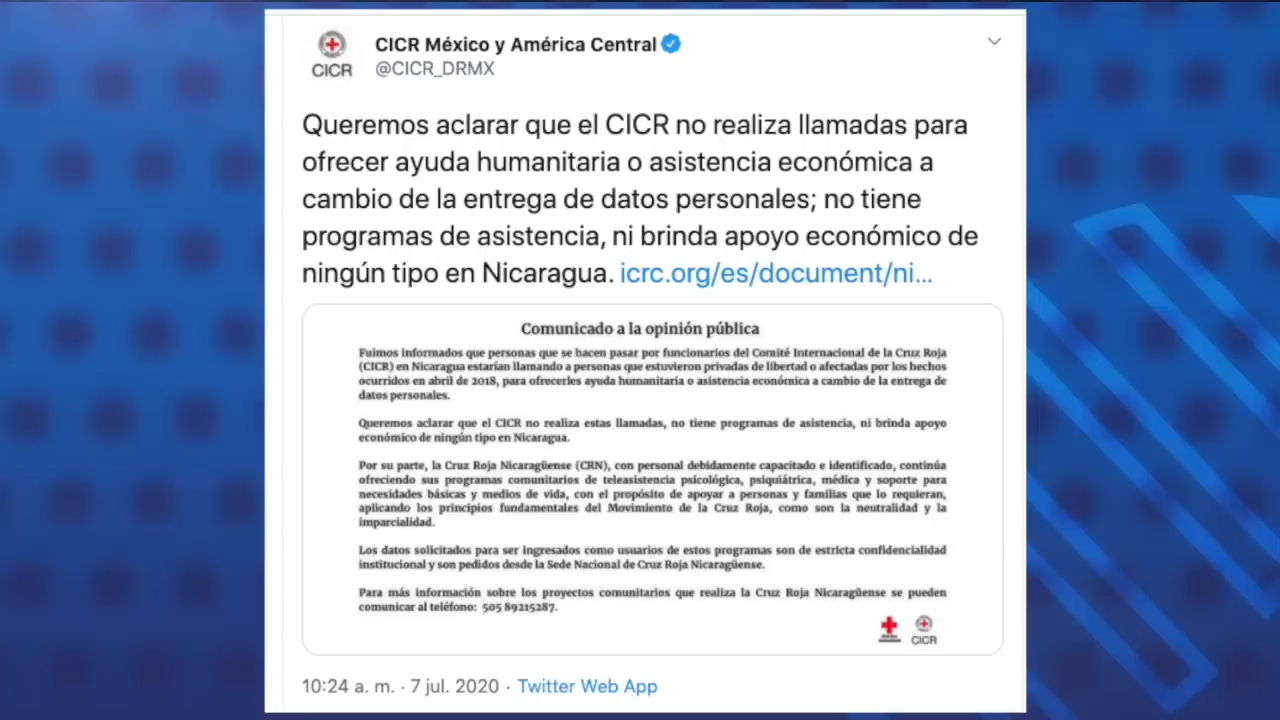 CICR México y América Central
CICR
@CICR_DRMX
Queremos aclarar que el CICR no realiza llamadas para
ofrecer ayuda humanitaria o asistencia económica a
cambio de la entrega de datos personales; no tiene
programas de asistencia, ni brinda apoyo económico de
ningún tipo en Nicaragua. icrc.org/es/document/ni...
Comunicado a la opinión pública
Fuimos informados que personas que se hacen pasar por funcionarios del Comité Internacional de la Cruz Roja
(CICR) en Nicaragua estarían llamando a personas que estuvieron privadas de libertad o afectadas por los hechos
ocurridos en abril de 2018, para ofrecerles ayuda humanitaria o asistencia económica a cambio de la entrega de
datos personales.
Queremos aclarar que el CICR no realiza estas llamadas, no tiene programas de asistencia, ni brinda apoyo
económico de ningún tipo en Nicaragua.
Por su parte, la Cruz Roja Nicaragüense (CRN), con personal debidamente capacitado e identificado, continúa
ofreciendo sus programas comunitarios de teleasistencia psicológica, psiquiátrica, médica y soporte para
necesidades básicas y medios de vida, con el propósito de apoyar a personas y familias que lo requieran,
aplicando los principios fundamentales del Movimiento de la Cruz Roja, como son la neutralidad y la
imparcialidad.
Los datos solicitados para ser ingresados como usuarios de estos programas son de estricta confidencialidad
institucional y son pedidos desde la Sede Nacional de Cruz Roja Nicaragüense.
Para más información sobre los proyectos comunitarios que realiza la Cruz Roja Nicaragüense se pueden
comunicar al teléfono: 505 89215287.
CICR
10:24 a. m. · 7 jul. 2020 · Twitter Web App